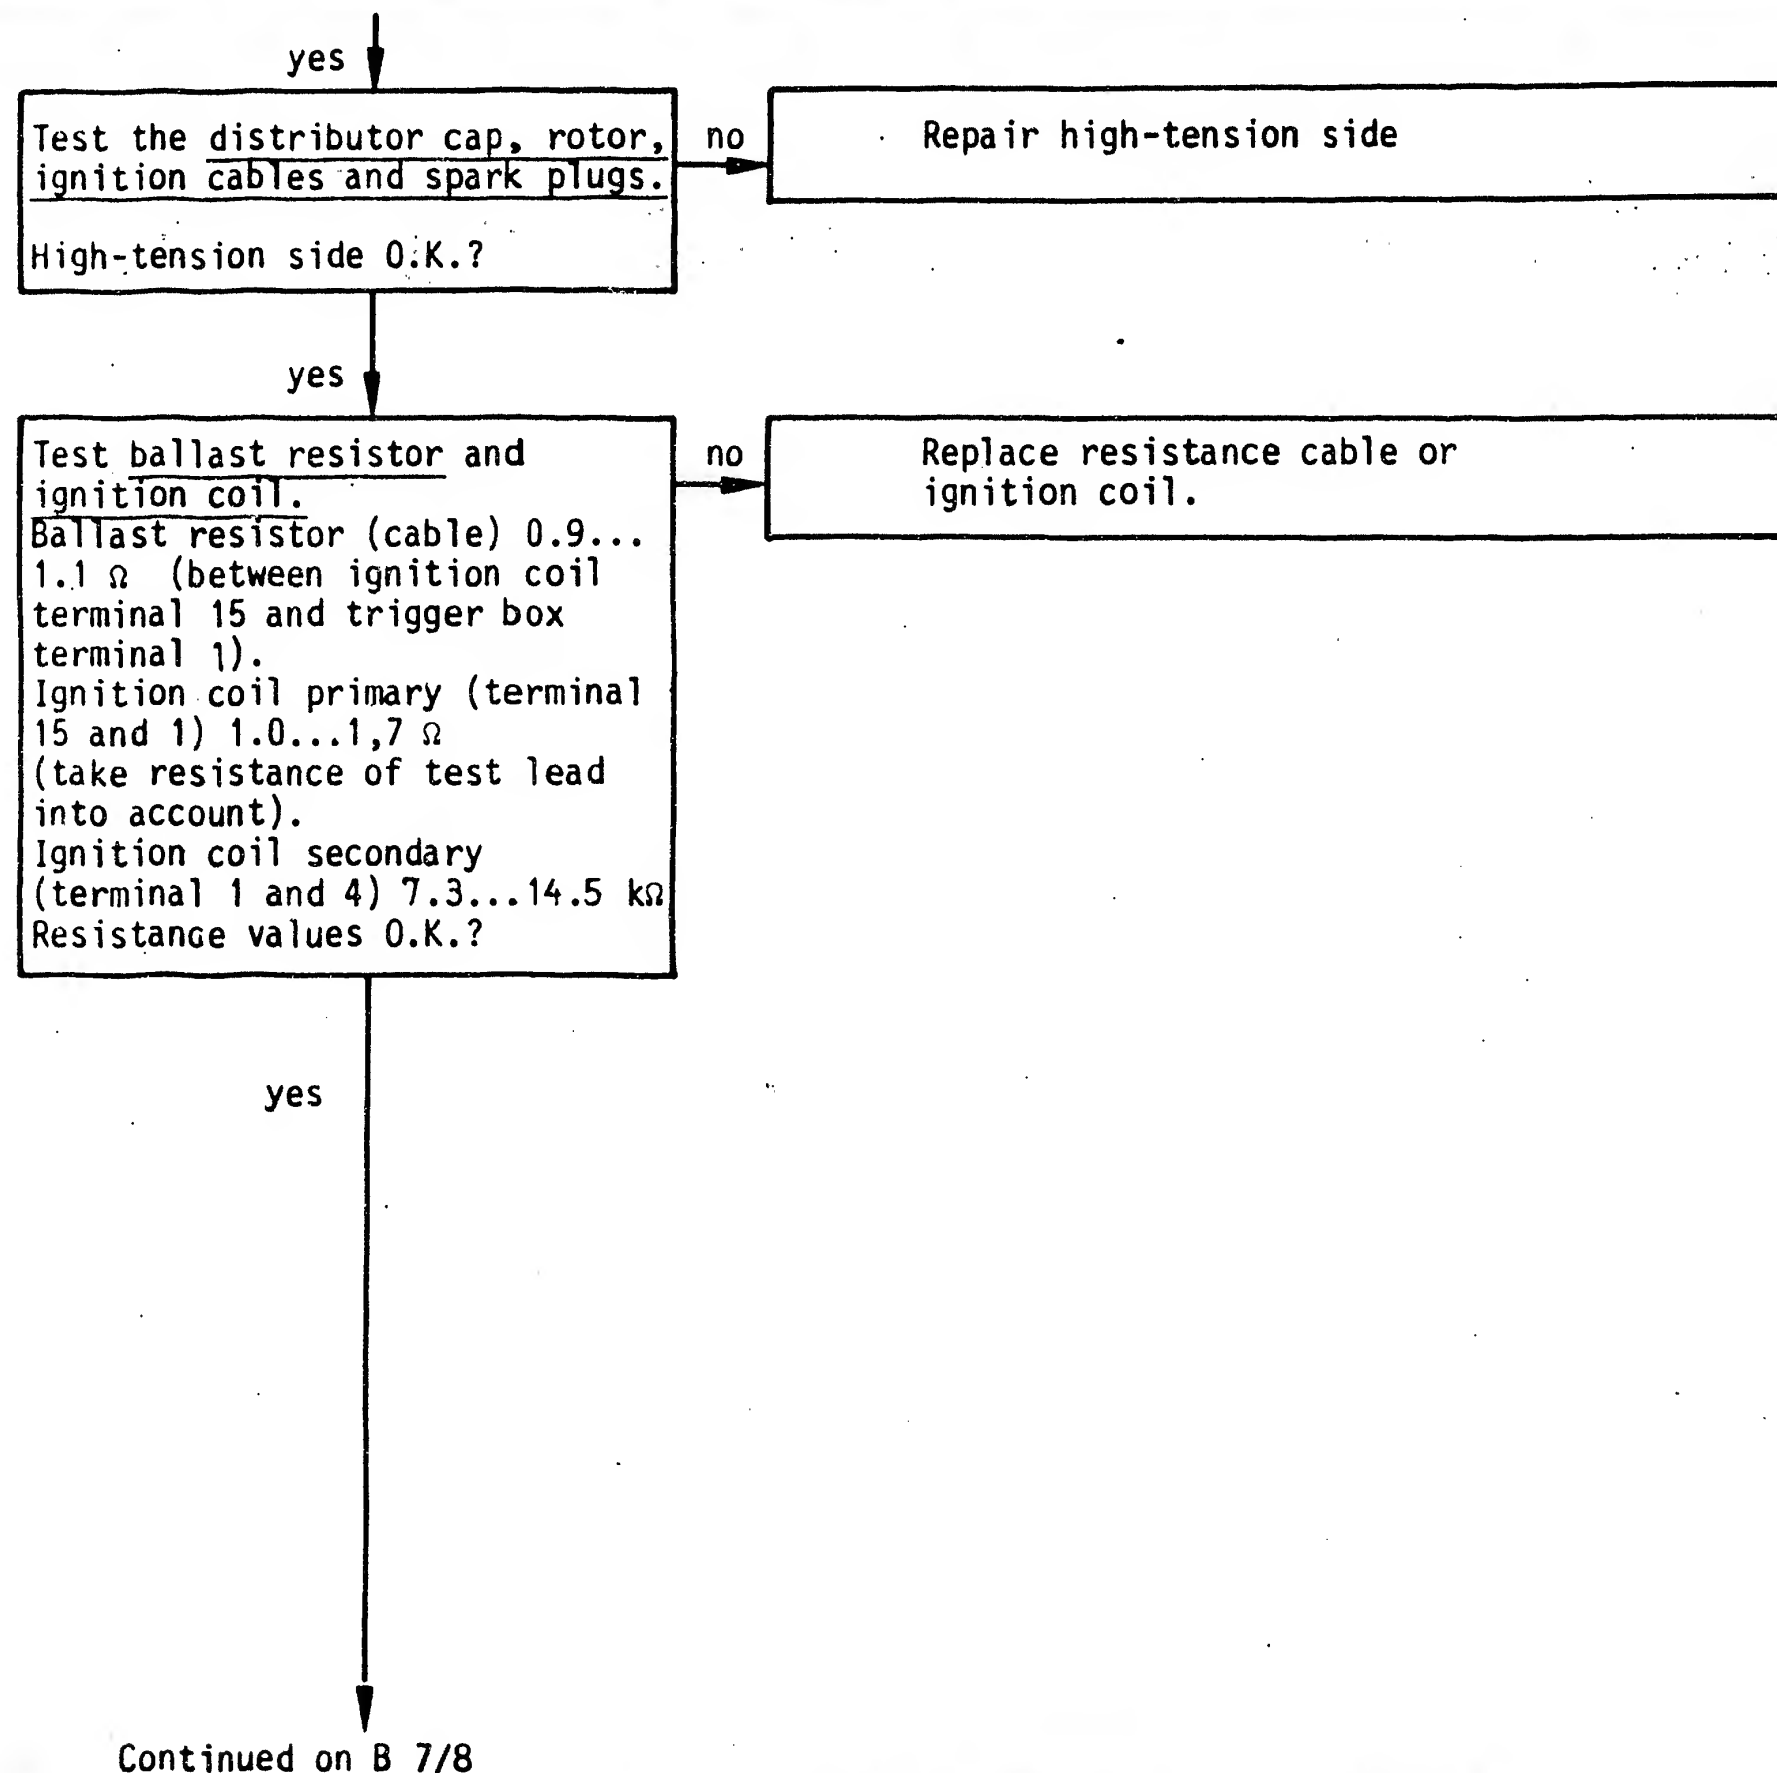 yes
Test the distributor cap, rotor,
ignition cables and spark plugs.
High-tension side O.K.?
no
Repair high-tension side
yes
Test ballast resistor and
ignition coil.
Ballast resistor (cable) 0.9...
1.1 Ω (between ignition coil
terminal 15 and trigger box
terminal 1).
Ignition coil primary (terminal
15 and 1) 1.0...1,7 Ω
(take resistance of test lead
into account).
Ignition coil secondary
(terminal 1 and 4) 7.3...14.5 kΩ
Resistance values O.K.?
no
Replace resistance cable or
ignition coil.
yes
Continued on B 7/8